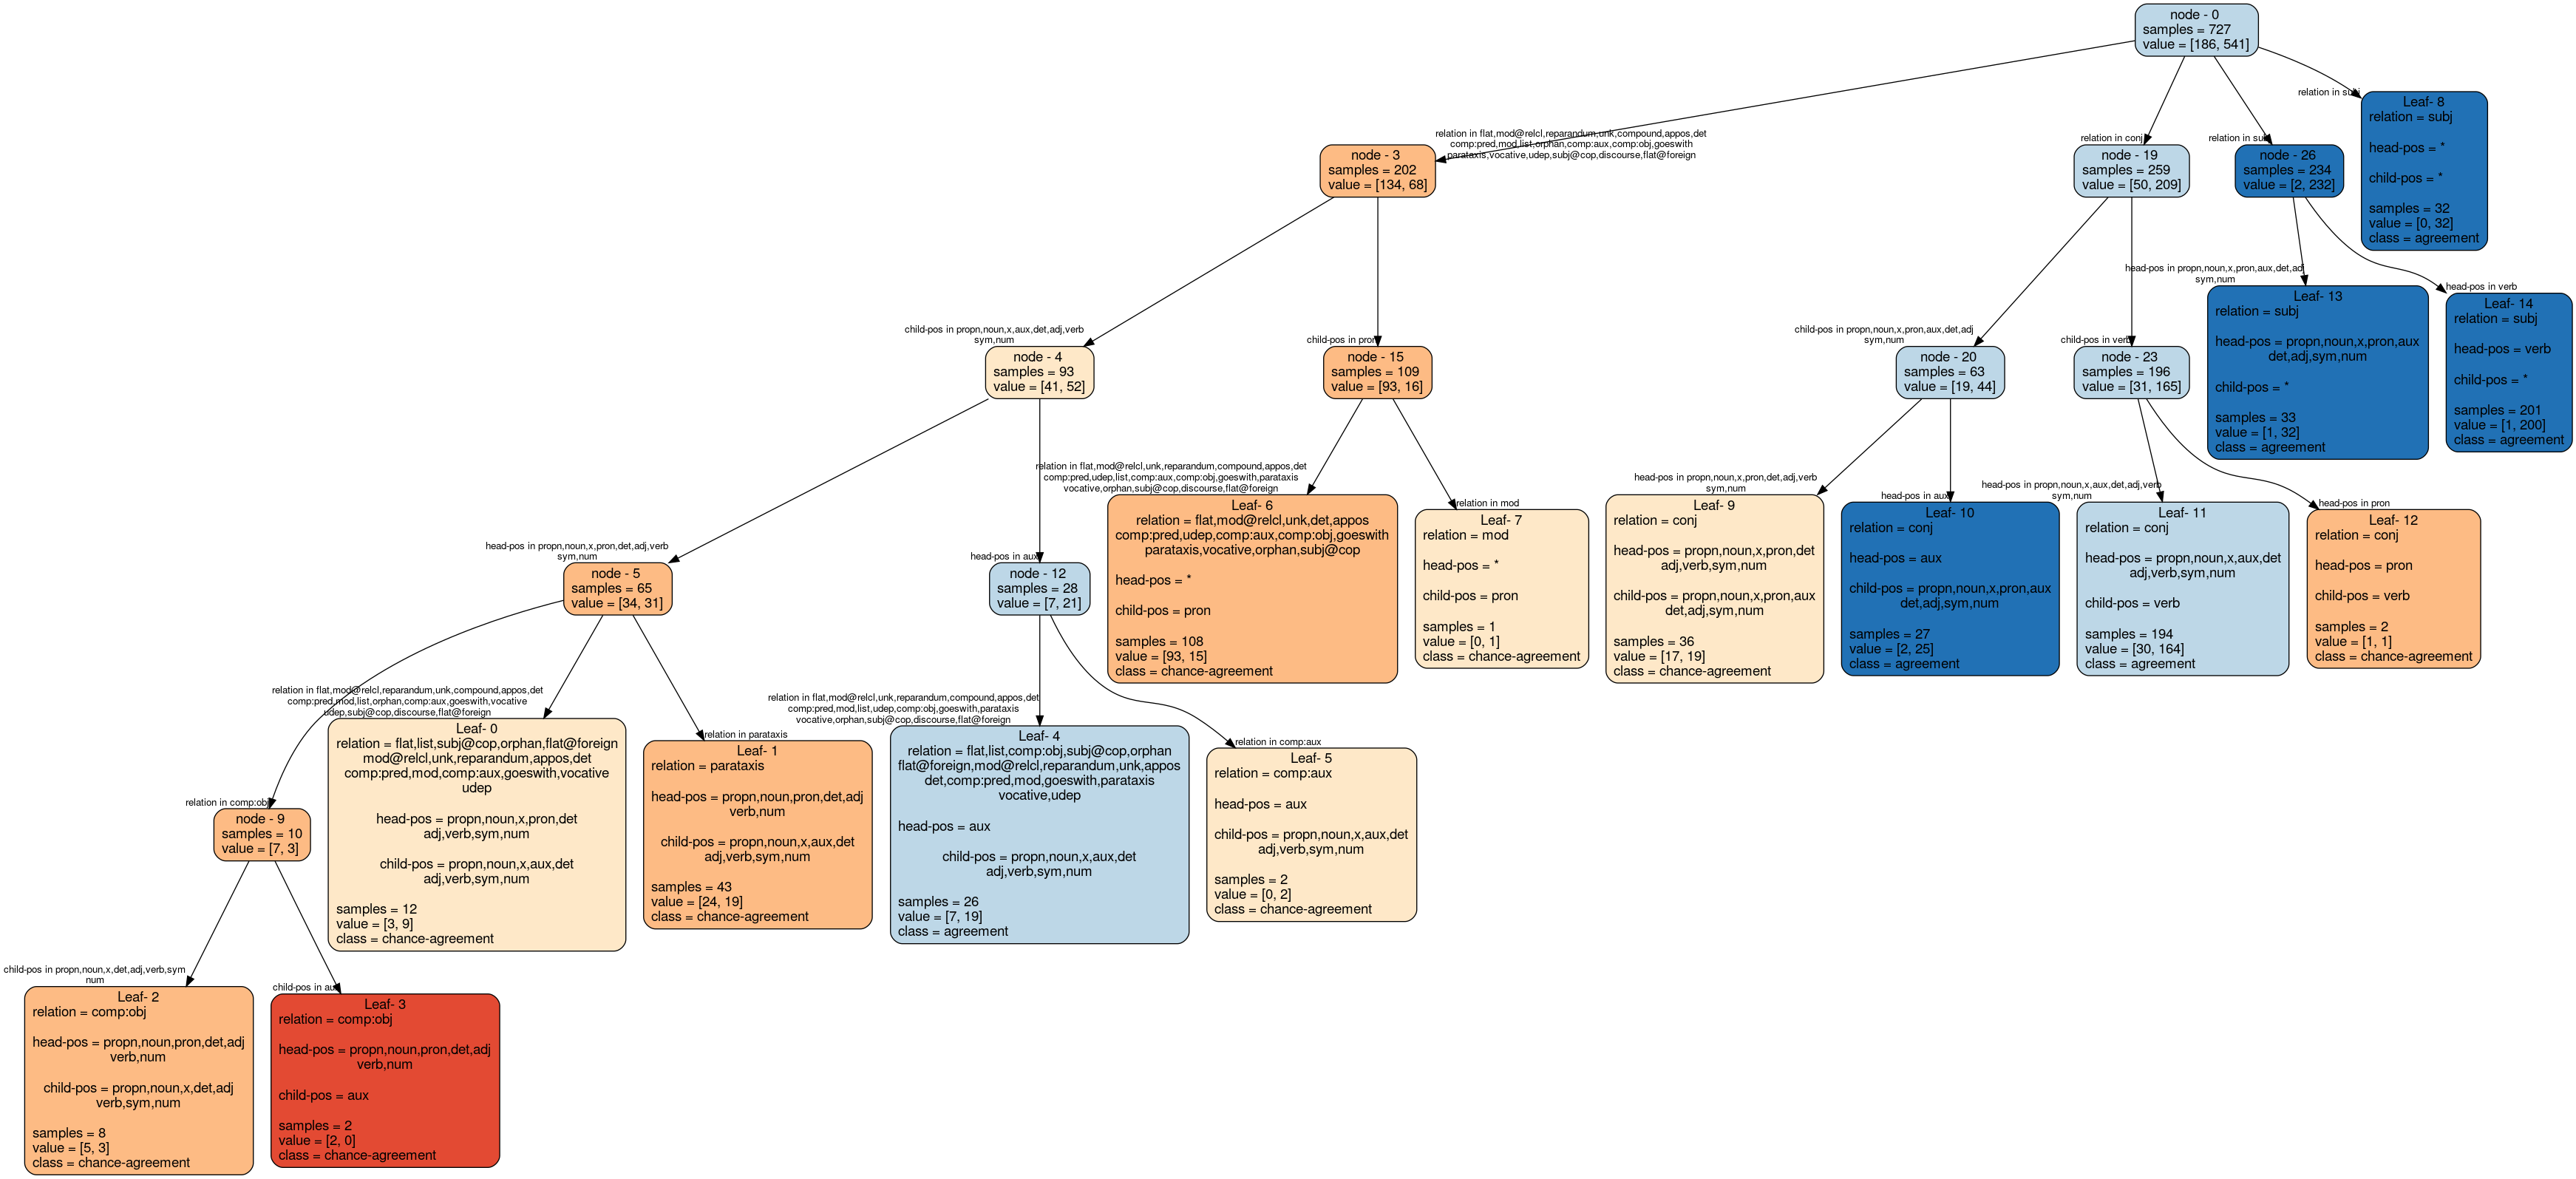 node - 0
samples = 727
value = [186, 541]
relation in subj
Leaf- 8
relation = subj
head-pos = *
child-pos = *
samples = 32
value = [0, 32]
class = agreement
relation in flat,mod@relcl,reparandum,unk,compound,appos,det
comp:pred,mod,list,orphan,comp:aux,comp:obj,goeswith
parataxis,vocative,udep,subj@cop,discourse,flat@foreign
node - 3
samples = 202
value = [134, 68]
relation in conj
node - 19
samples = 259
value = [50, 209]
relation in subj
node - 26
samples = 234
value = [2, 232]
head-pos in propn,noun,x,pron,aux,det,adj
sym,num
Leaf- 13
relation = subj
head-pos = propn,noun,x,pron,aux
det,adj,sym,num
child-pos = *
samples = 33
value = [1, 32]
class = agreement
head-pos in verb
Leaf- 14
relation = subj
head-pos = verb
child-pos = *
samples = 201
value = [1, 200]
class = agreement
child-pos in propn,noun,x,aux,det,adj,verb
sym,num
node - 4
samples = 93
value = [41, 52]
child-pos in pron
node - 15
samples = 109
value = [93, 16]
child-pos in propn,noun,x,pron,aux,det,adj
sym,num
node - 20
samples = 63
value = [19, 44]
child-pos in verb
node - 23
samples = 196
value = [31, 165]
relation in flat,mod@relcl,unk,reparandum,compound,appos,det
comp:pred,udep,list,comp:aux,comp:obj,goeswith,parataxis
vocative,orphan,subj@cop,discourse,flat@foreign
Leaf- 6
relation = flat,mod@relcl,unk,det,appos
comp:pred,udep,comp:aux,comp:obj,goeswith
parataxis,vocative,orphan,subj@cop
head-pos = *
child-pos = pron
samples = 108
value = [93, 15]
class = chance-agreement
relation in mod
Leaf- 7
relation = mod
head-pos = *
child-pos = pron
samples = 1
value = [0, 1]
class = chance-agreement
head-pos in propn,noun,x,pron,det,adj,verb
sym,num
Leaf- 9
relation = conj
head-pos = propn,noun,x,pron,det
adj,verb,sym,num
child-pos = propn,noun,x,pron,aux
det,adj,sym,num
samples = 36
value = [17, 19]
class = chance-agreement
head-pos in aux
Leaf- 10
relation = conj
head-pos = aux
child-pos = propn,noun,x,pron,aux
det,adj,sym,num
samples = 27
value = [2, 25]
class = agreement
head-pos in propn,noun,x,aux,det,adj,verb
sym,num
Leaf- 11
relation = conj
head-pos = propn,noun,x,aux,det
adj,verb,sym,num
child-pos = verb
samples = 194
value = [30, 164]
class = agreement
head-pos in pron
Leaf- 12
relation = conj
head-pos = pron
child-pos = verb
samples = 2
value = [1, 1]
class = chance-agreement
head-pos in propn,noun,x,pron,det,adj,verb
sym,num
node - 5
samples = 65
value = [34, 31]
head-pos in aux
node - 12
samples = 28
value = [7, 21]
relation in comp:obj
node - 9
samples = 10
value = [7, 3]
relation in flat,mod@relcl,reparandum,unk,compound,appos,det
comp:pred,mod,list,orphan,comp:aux,goeswith,vocative
udep,subj@cop,discourse,flat@foreign
Leaf- 0
relation = flat,list,subj@cop,orphan,flat@foreign
mod@relcl,unk,reparandum,appos,det
comp:pred,mod,comp:aux,goeswith,vocative
udep
head-pos = propn,noun,x,pron,det
adj,verb,sym,num
child-pos = propn,noun,x,aux,det
adj,verb,sym,num
samples = 12
value = [3, 9]
class = chance-agreement
relation in parataxis
Leaf- 1
relation = parataxis
head-pos = propn,noun,pron,det,adj
verb,num
child-pos = propn,noun,x,aux,det
adj,verb,sym,num
samples = 43
value = [24, 19]
class = chance-agreement
relation in flat,mod@relcl,unk,reparandum,compound,appos,det
comp:pred,mod,list,udep,comp:obj,goeswith,parataxis
vocative,orphan,subj@cop,discourse,flat@foreign
Leaf- 4
relation = flat,list,comp:obj,subj@cop,orphan
flat@foreign,mod@relcl,reparandum,unk,appos
det,comp:pred,mod,goeswith,parataxis
vocative,udep
head-pos = aux
child-pos = propn,noun,x,aux,det
adj,verb,sym,num
samples = 26
value = [7, 19]
class = agreement
relation in comp:aux
Leaf- 5
relation = comp:aux
head-pos = aux
child-pos = propn,noun,x,aux,det
adj,verb,sym,num
samples = 2
value = [0, 2]
class = chance-agreement
child-pos in propn,noun,x,det,adj,verb,sym
num
Leaf- 2
relation = comp:obj
head-pos = propn,noun,pron,det,adj
verb,num
child-pos = propn,noun,x,det,adj
verb,sym,num
samples = 8
value = [5, 3]
class = chance-agreement
child-pos in aux
Leaf- 3
relation = comp:obj
head-pos = propn,noun,pron,det,adj
verb,num
child-pos = aux
samples = 2
value = [2, 0]
class = chance-agreement